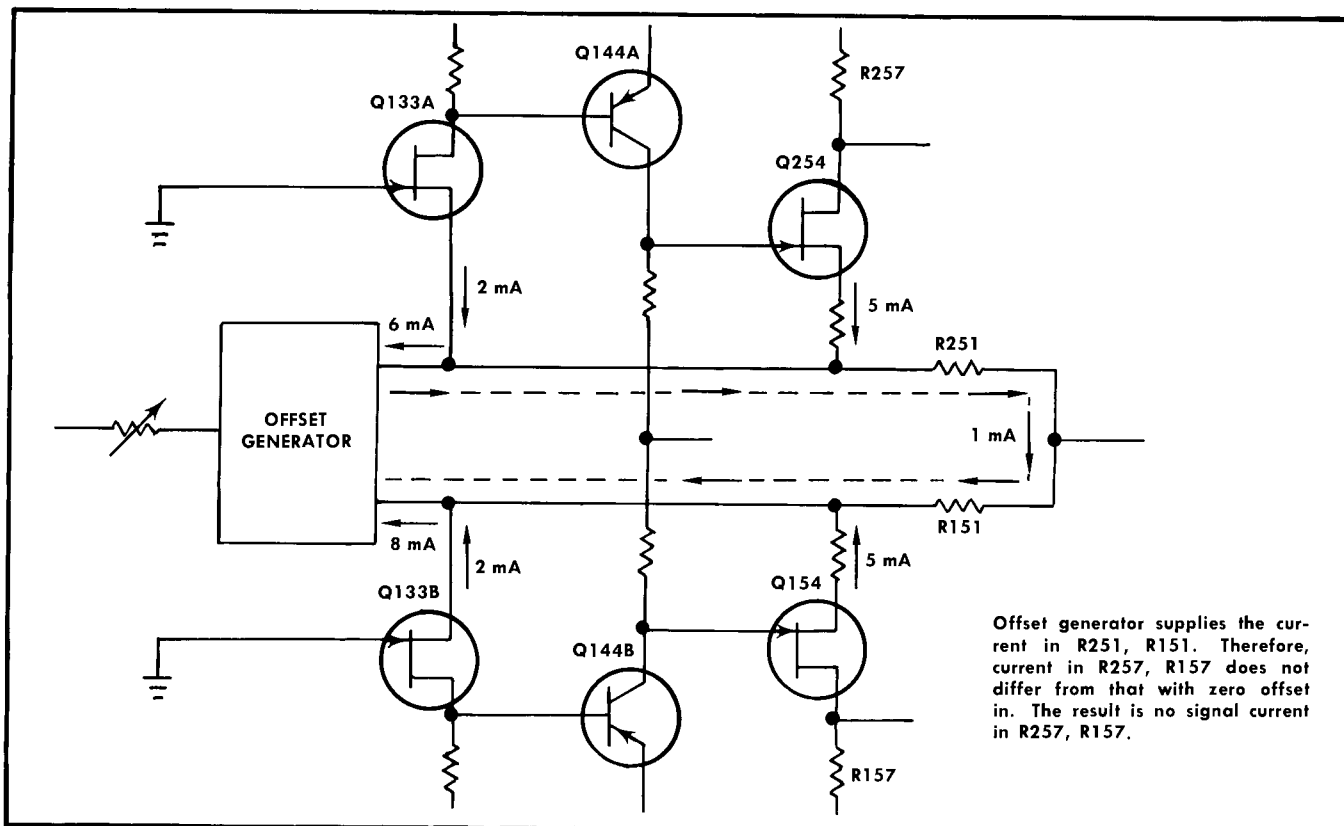 Q144A
R257
Q133A
Q254
2 mA
6 mA
5 mA
R251
OFFSET
GENERATOR
1 mA
R151
8 mA
2 mA
5 mA
Q133B
Q154
Q144B
Offset generator supplies the cur-
rent in R251, R151. Therefore,
current in R257, R157 does not
differ from that with zero offset
in. The result is no signal current
in R257, R157.
R157